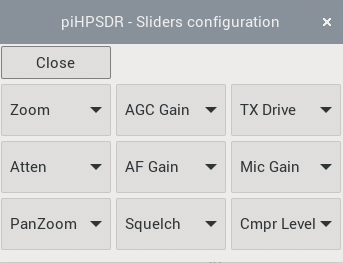 piHPSDR - Sliders configuration ×
Close
Zoom AGC Gain TX Drive
Atten AF Gain Mic Gain
PanZoom Squelch Cmpr Level